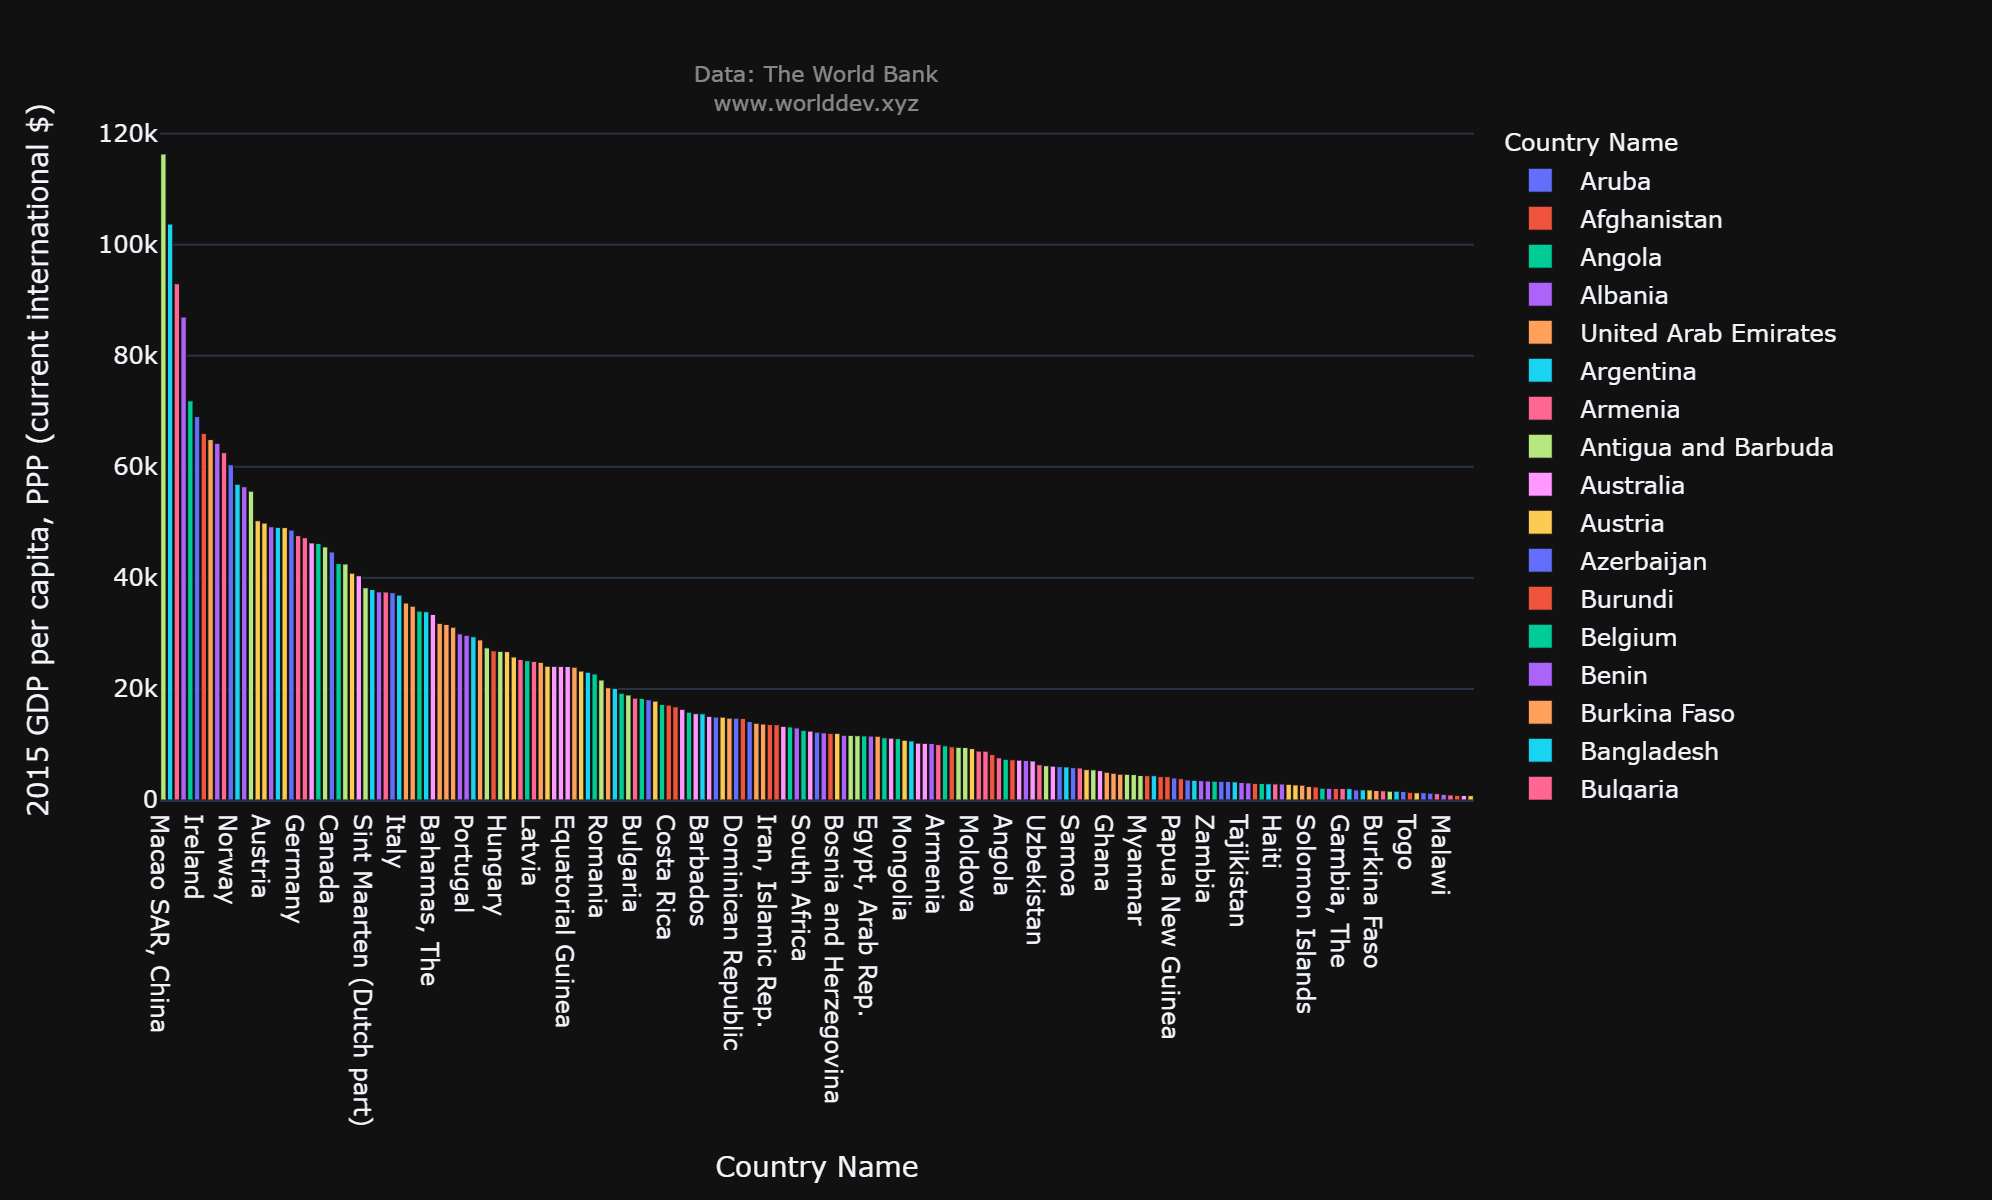 Data: The World Bank
www.worlddev.xyz
2015 GDP per capita, PPP (current international $)
120k
100k
80k
60k
40k
20k
0
Macao SAR, China
Ireland
Norway
Austria
Germany
Canada
Sint Maarten (Dutch part)
Italy
Bahamas, The
Portugal
Hungary
Latvia
Equatorial Guinea
Romania
Bulgaria
Costa Rica
Barbados
Dominican Republic
Iran, Islamic Rep.
South Africa
Bosnia and Herzegovina
Egypt, Arab Rep.
Mongolia
Armenia
Moldova
Angola
Uzbekistan
Samoa
Ghana
Myanmar
Papua New Guinea
Zambia
Tajikistan
Haiti
Solomon Islands
Gambia, The
Burkina Faso
Togo
Malawi
Country Name
Country Name
Aruba
Afghanistan
Angola
Albania
United Arab Emirates
Argentina
Armenia
Antigua and Barbuda
Australia
Austria
Azerbaijan
Burundi
Belgium
Benin
Burkina Faso
Bangladesh
Bulgaria